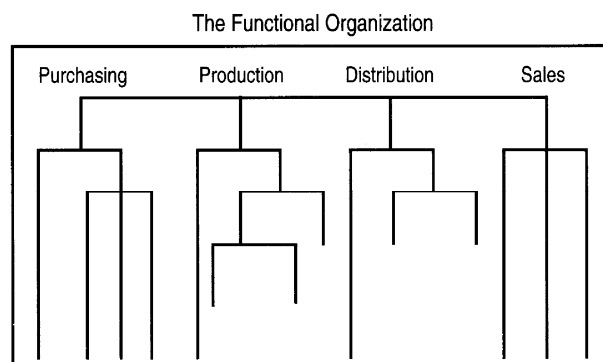 The Functional Organization
Purchasing Production Distribution Sales